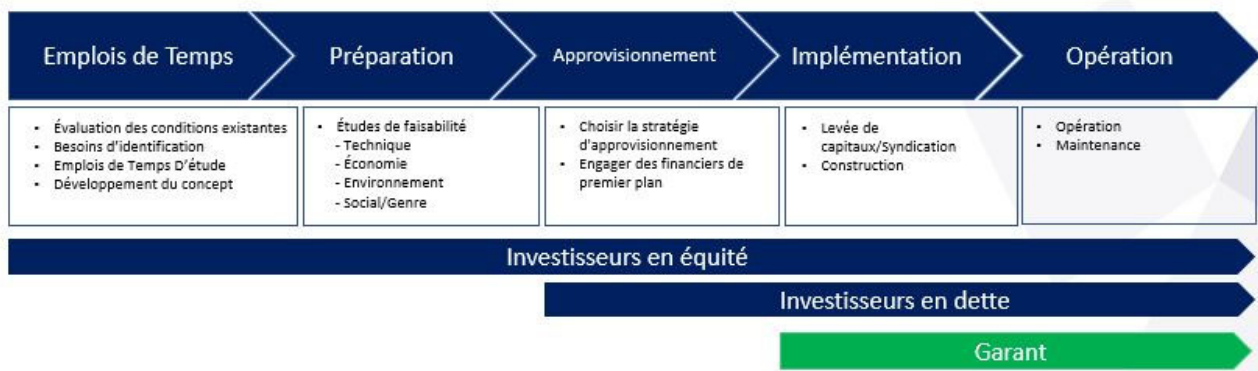 Emplois de Temps
Préparation
Approvisionnement
Implémentation
Opération
• Évaluation des conditions existantes
• Besoins d'identification
• Emplois de Temps D'étude
• Développement du concept
• Études de faisabilité
- Technique
- Économie
- Environnement
- Social/Genre
• Choisir la stratégie
d'approvisionnement
• Engager des financiers de
premier plan
• Levée de
capitaux/Syndication
• Construction
• Opération
• Maintenance
Investisseurs en équité
Investisseurs en dette
Garant